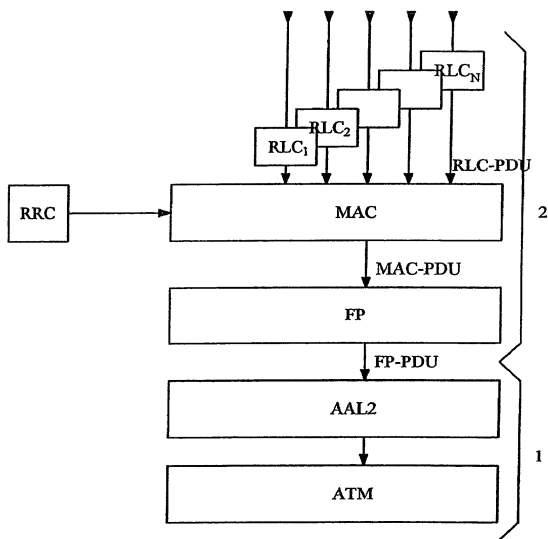 RLC_N
RLC_2
RLC_1
RLC-PDU
RRC
MAC
2
MAC-PDU
FP
FP-PDU
AAL2
1
ATM